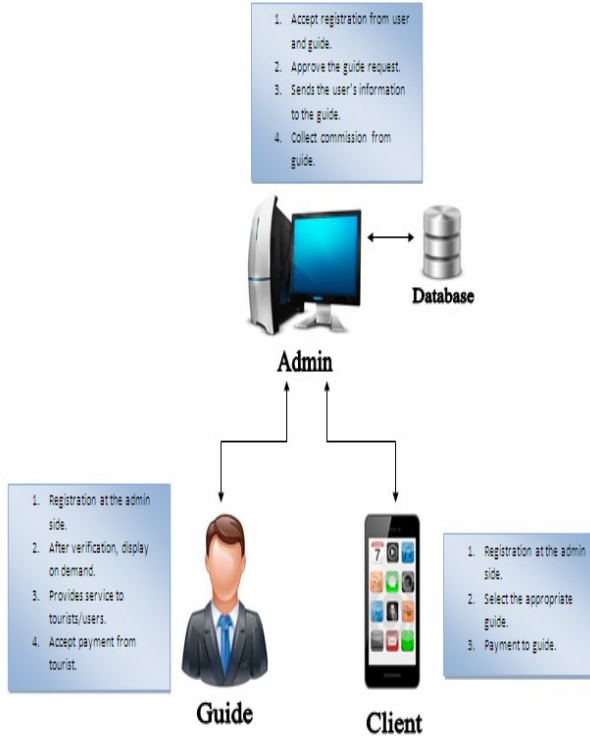 1. Accept registration from user
and guide.
2. Approve the guide request.
3. Sends the user's information
to the guide.
4. Collect commission from
guide.
Database
Admin
1. Registration at the admin
side.
2. After verification, display
on demand.
3. Provides service to
tourists/users.
4. Accept payment from
tourist.
7
1. Registration at the admin
side.
2. Select the appropriate
guide.
3. Payment to guide.
Guide
Client